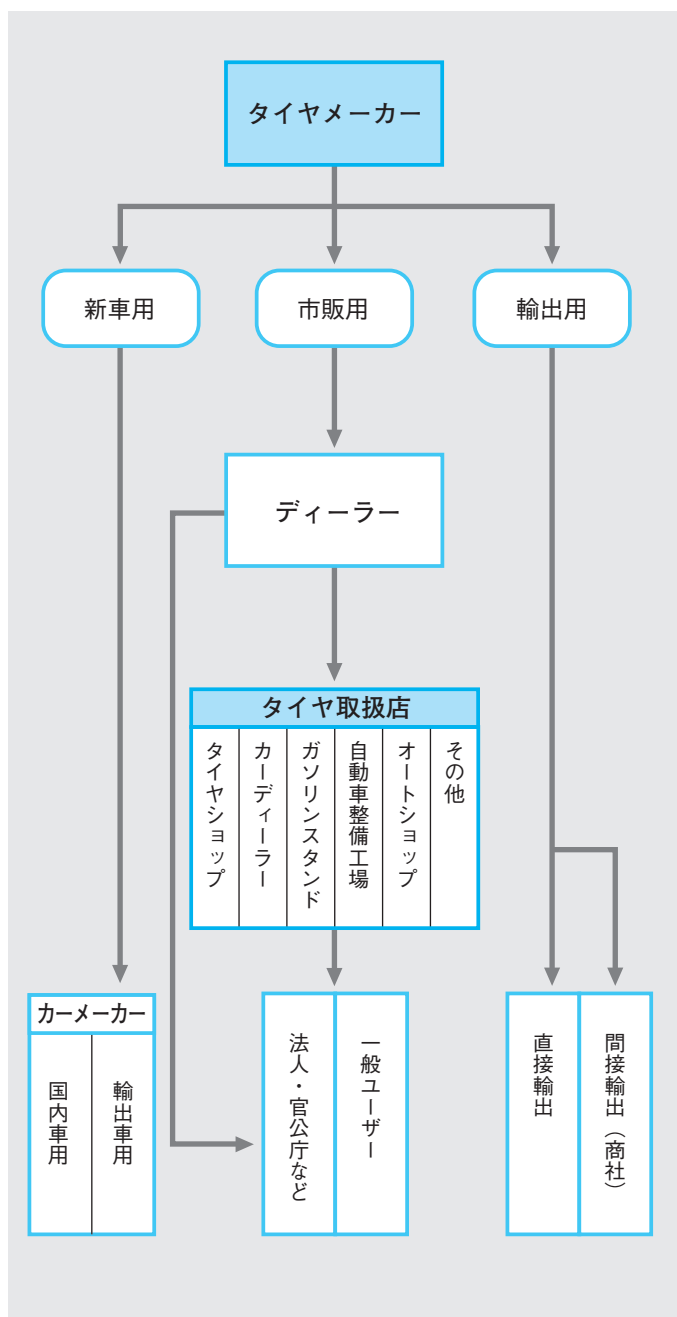 タイヤメーカー
新車用
市販用
輸出用
ディーラー
タイヤ取扱店
タイヤショップ
カーディーラー
ガソリンスタンド
自動車整備工場
オートショップ
その他
カーメーカー
国内車用
輸出車用
法人・官公庁など
一般ユーザー
直接輸出
間接輸出（商社）